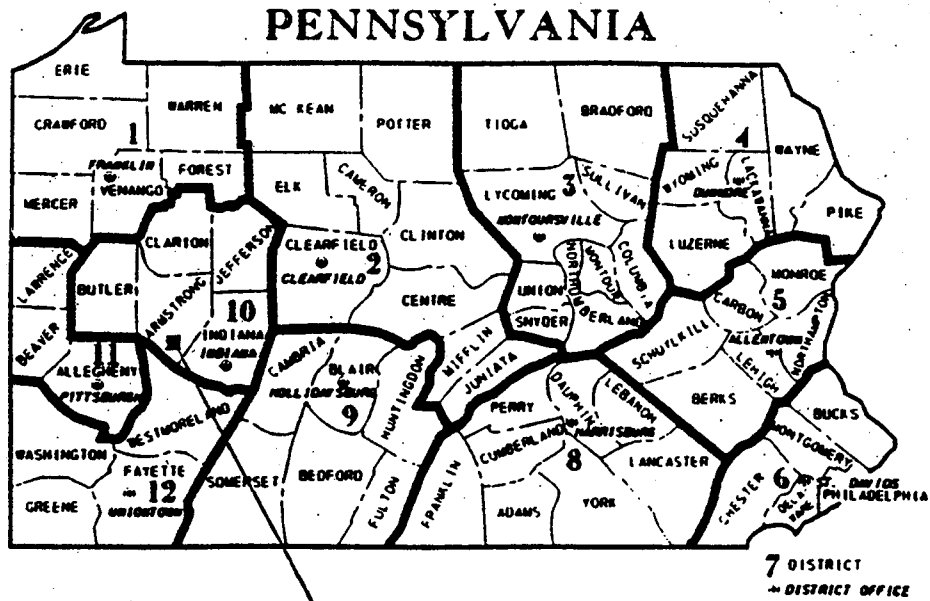 PENNSYLVANIA
ERIE
WARREN
MC KEAN
POTTER
TIOGA
BRADFORD
SUSQUEHANNA
CRAWFORD
1
4
WAYNE
FRANKLIN
VENANGO
FOREST
ELK
CAMERON
LYCOMING
3
SULLIVAN
WYOMING
DUNMORE
LACKAWANNA
MERCER
PIKE
MONTOURSVILLE
CLARION
JEFFERSON
CLEARFIELD
2
CLEARFIELD
CLINTON
LUZERNE
LAWRENCE
BUTLER
ARMSTRONG
CENTRE
UNION
NORTHUMBERLAND
MONTOUR
COLUMBIA
MONROE
CARBON
5
10
INDIANA
INDIANA
SNYDER
SCHUYLKILL
ALLENTOWN
NORTHAMPTON
BEAVER
11
ALLEGHENY
PITTSBURGH
CAMBRIA
BLAIR
HOLLIDAYSBURG
9
HUNTINGDON
MIFFLIN
JUNIATA
LEHIGH
BERKS
BUCKS
PERRY
DAUPHIN
LEBANON
HARRISBURG
WESTMORELAND
CUMBERLAND
8
LANCASTER
MONTGOMERY
WASHINGTON
FAYETTE
12
UNIONTOWN
SOMERSET
BEDFORD
FULTON
FRANKLIN
ADAMS
YORK
CHESTER
6
DELAWARE
ST. DAVIDS
PHILADELPHIA
GREENE
7 DISTRICT
DISTRICT OFFICE